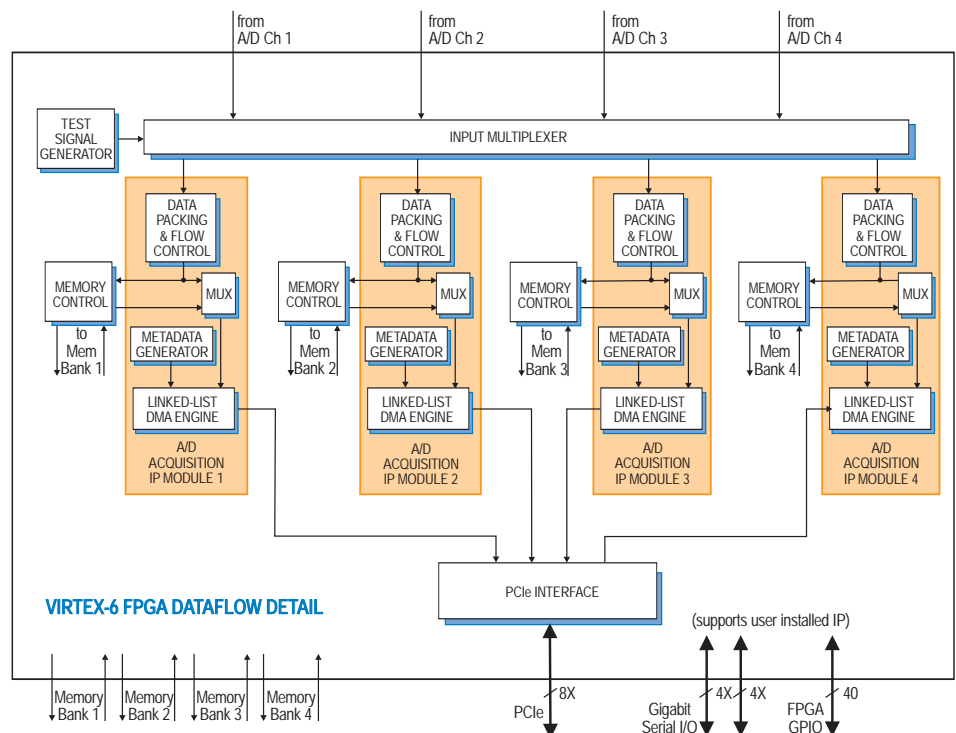 from
A/D Ch 1
from
A/D Ch 2
from
A/D Ch 3
from
A/D Ch 4
TEST
SIGNAL
GENERATOR
INPUT MULTIPLEXER
DATA
PACKING
& FLOW
CONTROL
MEMORY
CONTROL
MUX
to
Mem
Bank 1
METADATA
GENERATOR
LINKED-LIST
DMA ENGINE
A/D
ACQUISITION
IP MODULE 1
DATA
PACKING
& FLOW
CONTROL
MEMORY
CONTROL
MUX
to
Mem
Bank 2
METADATA
GENERATOR
LINKED-LIST
DMA ENGINE
A/D
ACQUISITION
IP MODULE 2
DATA
PACKING
& FLOW
CONTROL
MEMORY
CONTROL
MUX
to
Mem
Bank 3
METADATA
GENERATOR
LINKED-LIST
DMA ENGINE
A/D
ACQUISITION
IP MODULE 3
DATA
PACKING
& FLOW
CONTROL
MEMORY
CONTROL
MUX
to
Mem
Bank 4
METADATA
GENERATOR
LINKED-LIST
DMA ENGINE
A/D
ACQUISITION
IP MODULE 4
PCIe INTERFACE
VIRTEX-6 FPGA DATAFLOW DETAIL
(supports user installed IP)
Memory
Bank 1
Memory
Bank 2
Memory
Bank 3
Memory
Bank 4
8X
PCIe
4X
4X
Gigabit
Serial I/O
40
FPGA
GPIO